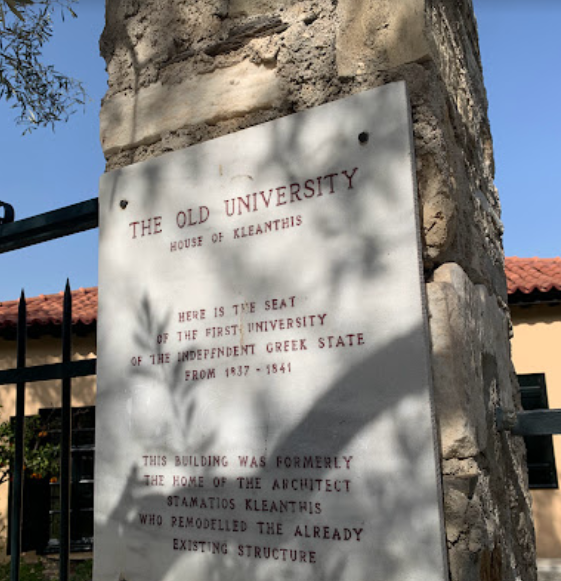 THE OLD UNIVERSITY
HOUSE OF KLEANTHIS
HERE IS THE SEAT
OF THE FIRST UNIVERSITY
OF THE INDEPENDENT GREEK STATE
FROM 1837 - 1841
THIS BUILDING WAS FORMERLY
THE HOME OF THE ARCHITECT
STAMATIOS KLEANTHIS
WHO REMODELLED THE ALREADY
EXISTING STRUCTURE